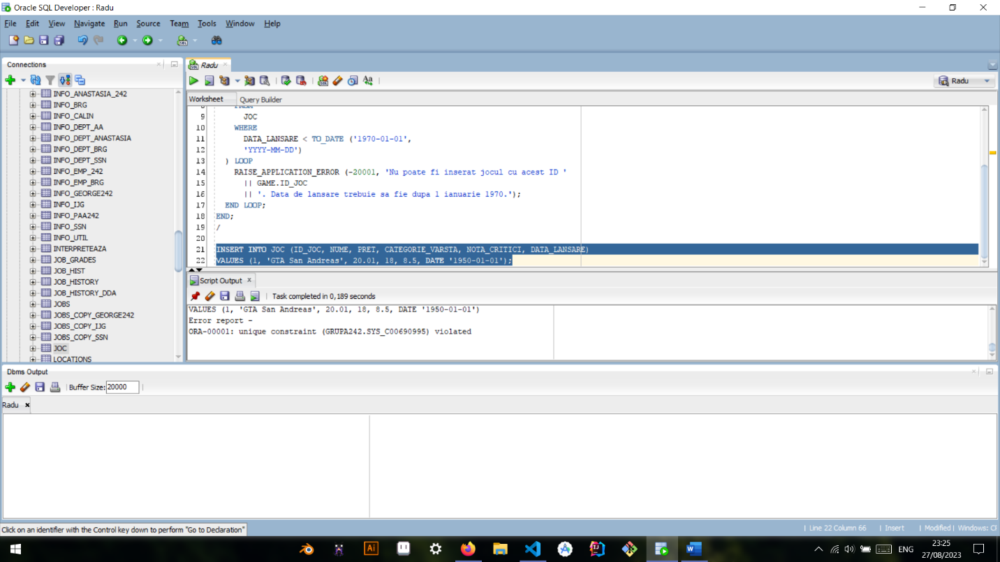 Oracle SQL Developer : Radu
File Edit View Navigate Run Source Team Tools Window Help
Connections
INFO_ANASTASIA_242
INFO_BRG
INFO_CALIN
INFO_DEPT_AA
INFO_DEPT_ANASTASIA
INFO_DEPT_BRG
INFO_DEPT_SSN
INFO_EMP_242
INFO_EMP_BRG
INFO_GEORGE242
INFO_IJG
INFO_PAA242
INFO_SSN
INFO_UTIL
INTERPRETEAZA
JOB_GRADES
JOB_HIST
JOB_HISTORY
JOB_HISTORY_DDA
JOBS
JOBS_COPY_GEORGE242
JOBS_COPY_IJG
JOBS_COPY_SSN
JOC
LOCATIONS
Radu
Radu
Worksheet Query Builder
8 FROM
9 JOC
10 WHERE
11 DATA_LANSARE < TO_DATE ('1970-01-01',
12 'YYYY-MM-DD')
13 ) LOOP
14 RAISE_APPLICATION_ERROR (-20001, 'Nu poate fi inserat jocul cu acest ID '
15 || GAME.ID_JOC
16 || '. Data de lansare trebuie sa fie dupa 1 ianuarie 1970.');
17 END LOOP;
18 END;
19 /
20
21 INSERT INTO JOC (ID_JOC, NUME, PRET, CATEGORIE_VARSTA, NOTA_CRITICI, DATA_LANSARE)
22 VALUES (1, 'GTA San Andreas', 20.01, 18, 8.5, DATE '1950-01-01');
Script Output x
Task completed in 0,189 seconds
VALUES (1, 'GTA San Andreas', 20.01, 18, 8.5, DATE '1950-01-01')
Error report -
ORA-00001: unique constraint (GRUPA242.SYS_C00690995) violated
Dbms Output
Buffer Size: 20000
Radu x
Click on an identifier with the Control key down to perform "Go to Declaration"
Line 22 Column 66 | Insert | Modified | Windows: C
Ai
ENG
23:25
27/08/2023